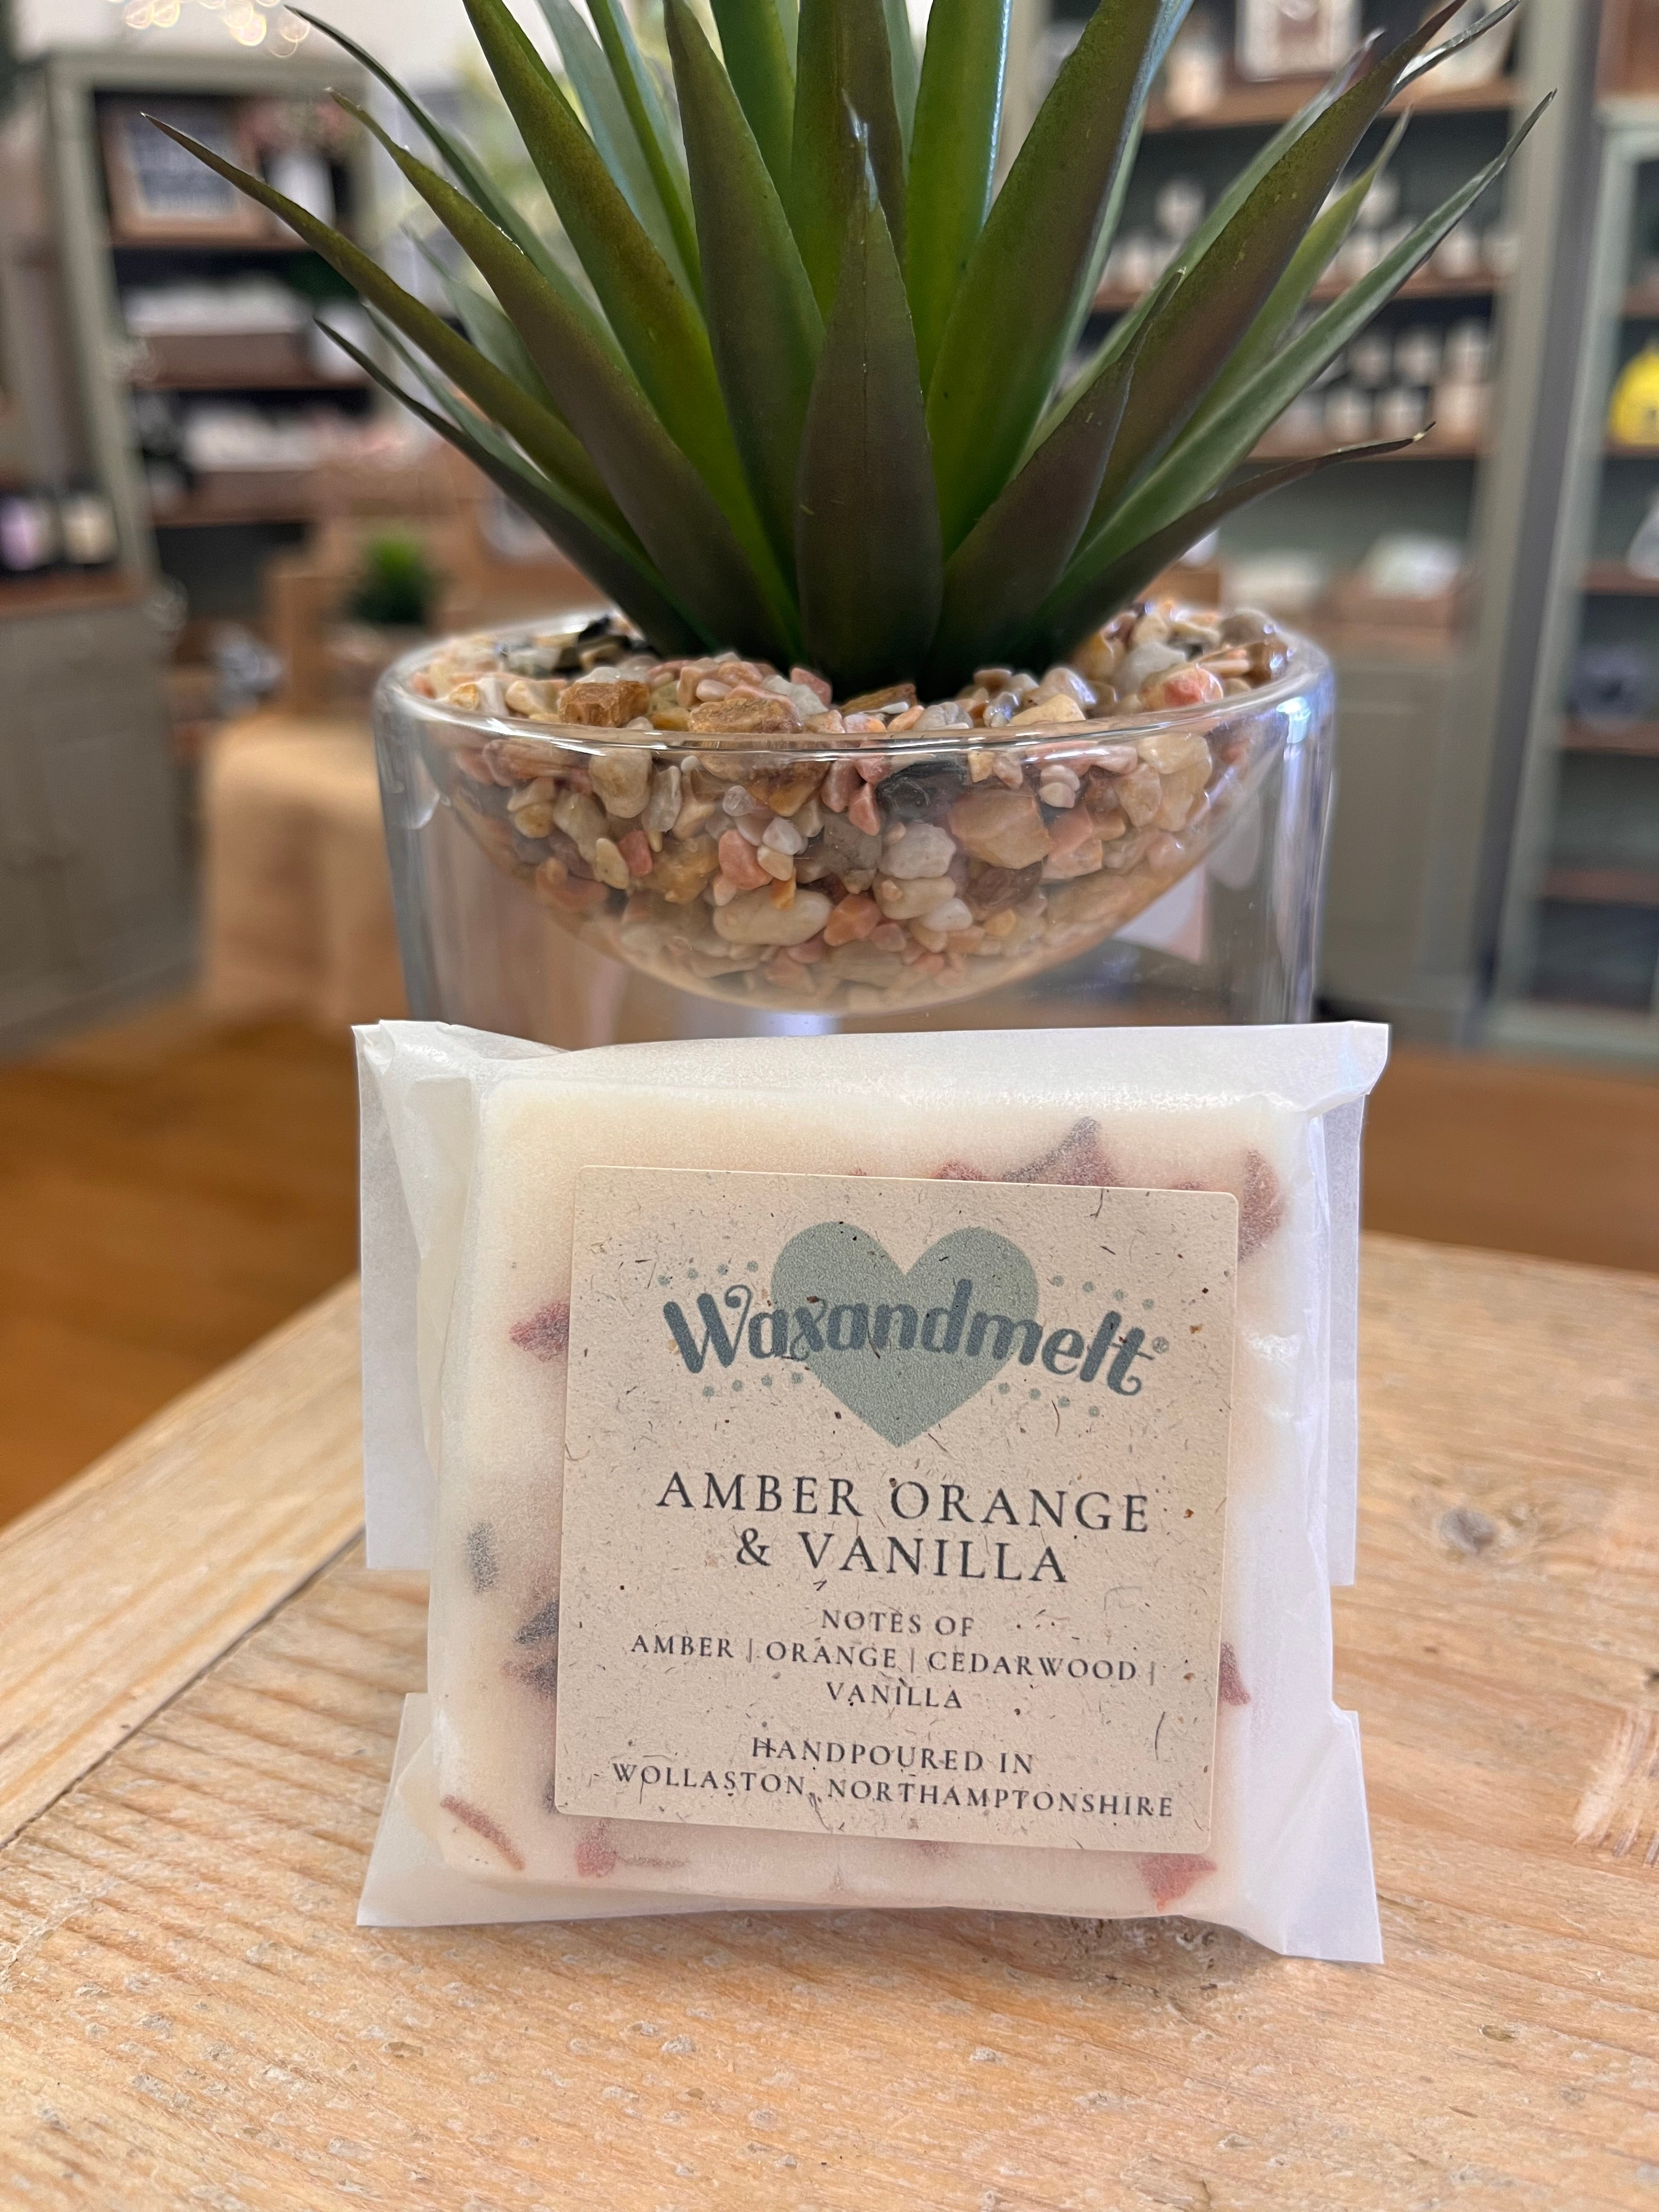 Waxandmelt®
AMBER ORANGE
& VANILLA
NOTES OF
AMBER | ORANGE | CEDARWOOD |
VANILLA
HANDPOURED IN
WOLLASTON, NORTHAMPTONSHIRE